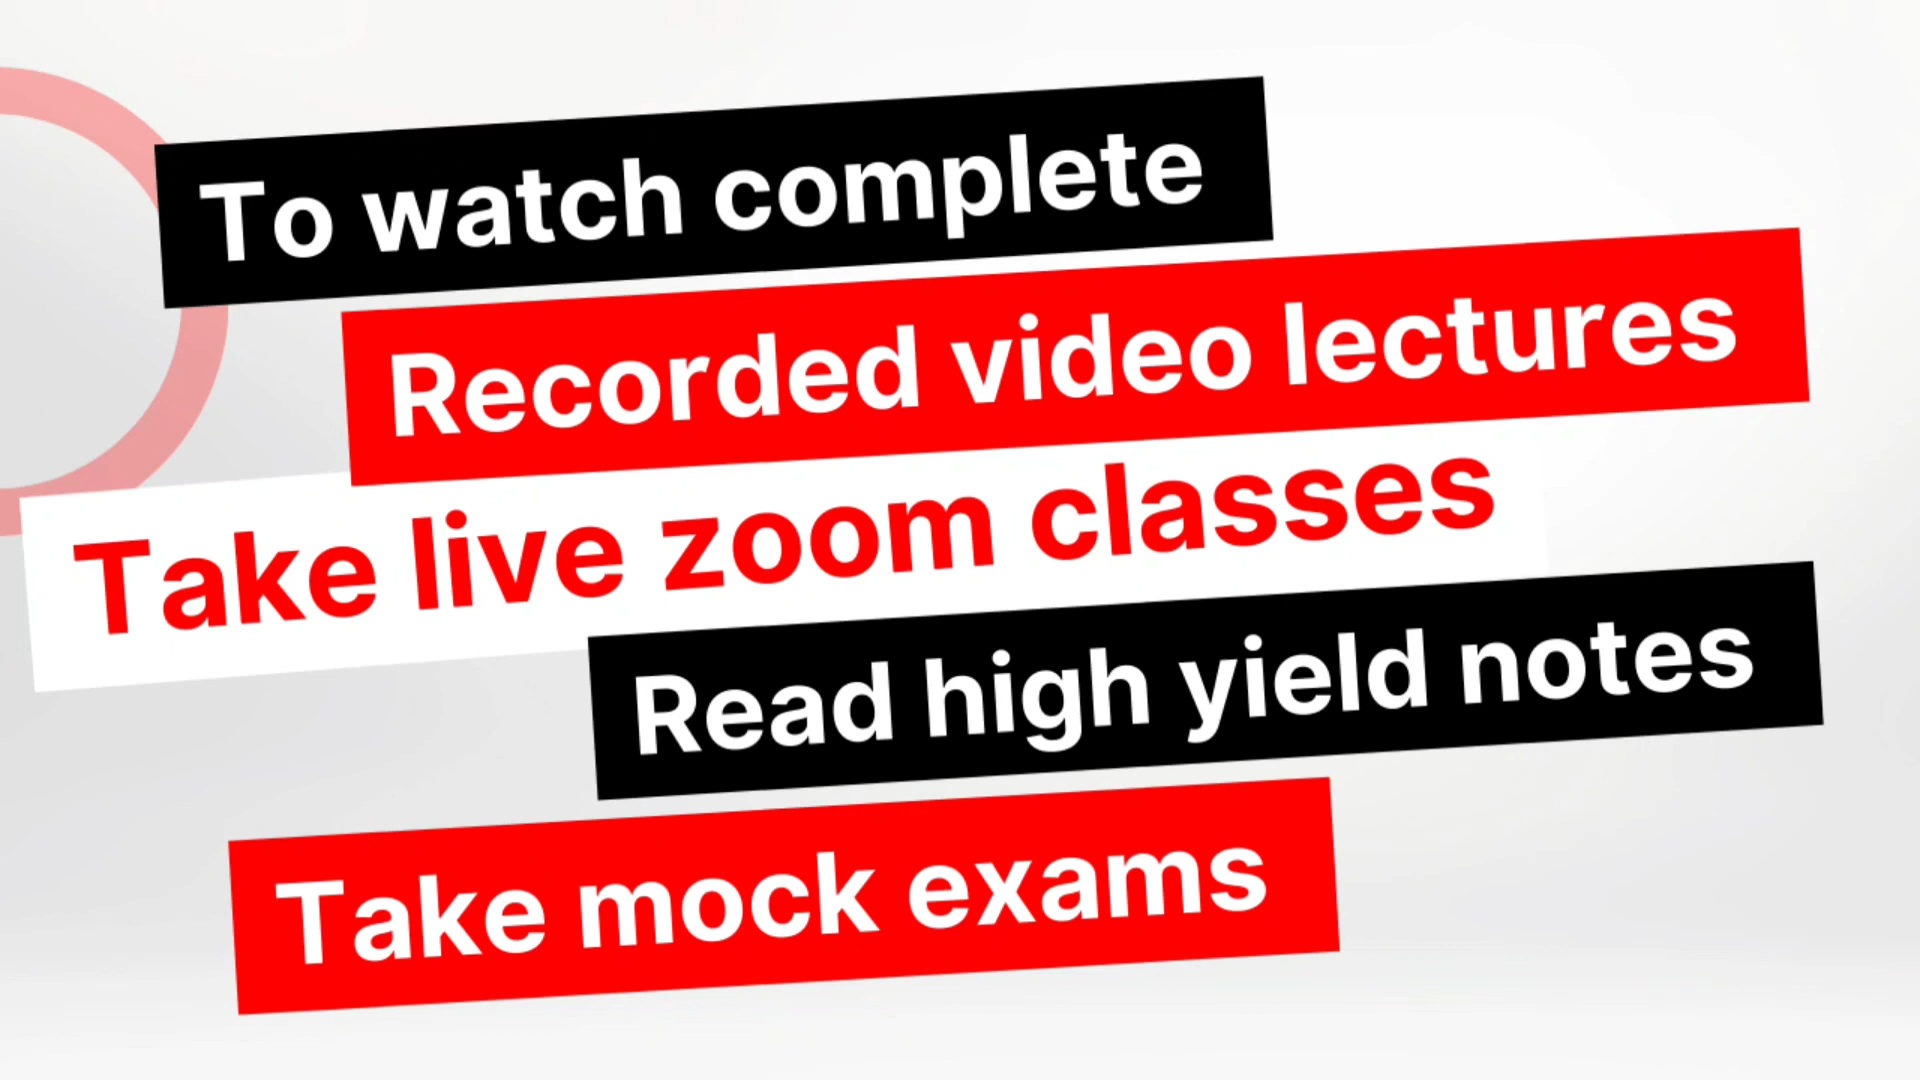 To watch complete
Recorded video lectures
Take live zoom classes
Read high yield notes
Take mock exams